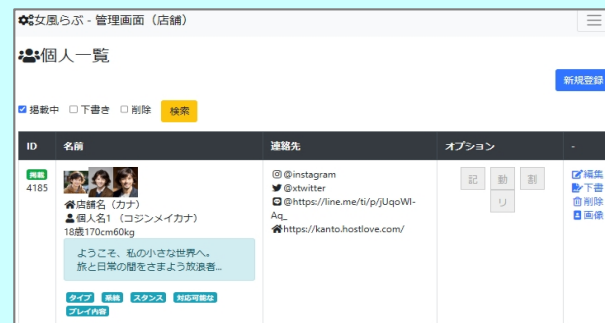 女風らぶ - 管理画面（店舗）
個人一覧
新規登録
掲載中 下書き 削除 検索
ID 名前 連絡先 オプション -
掲載
4185
店舗名（カナ）
個人名1 （コジンメイカナ）
18歳170cm60kg
ようこそ、私の小さな世界へ。
旅と日常の間をさまよう放浪者...
タイプ 系統 スタンス 対応可能な
プレイ内容
@instagram
@xtwitter
@https://line.me/ti/p/jUqoWI-
Aq_
https://kanto.hostlove.com/
記 動 割
リ
編集
下書
削除
画像